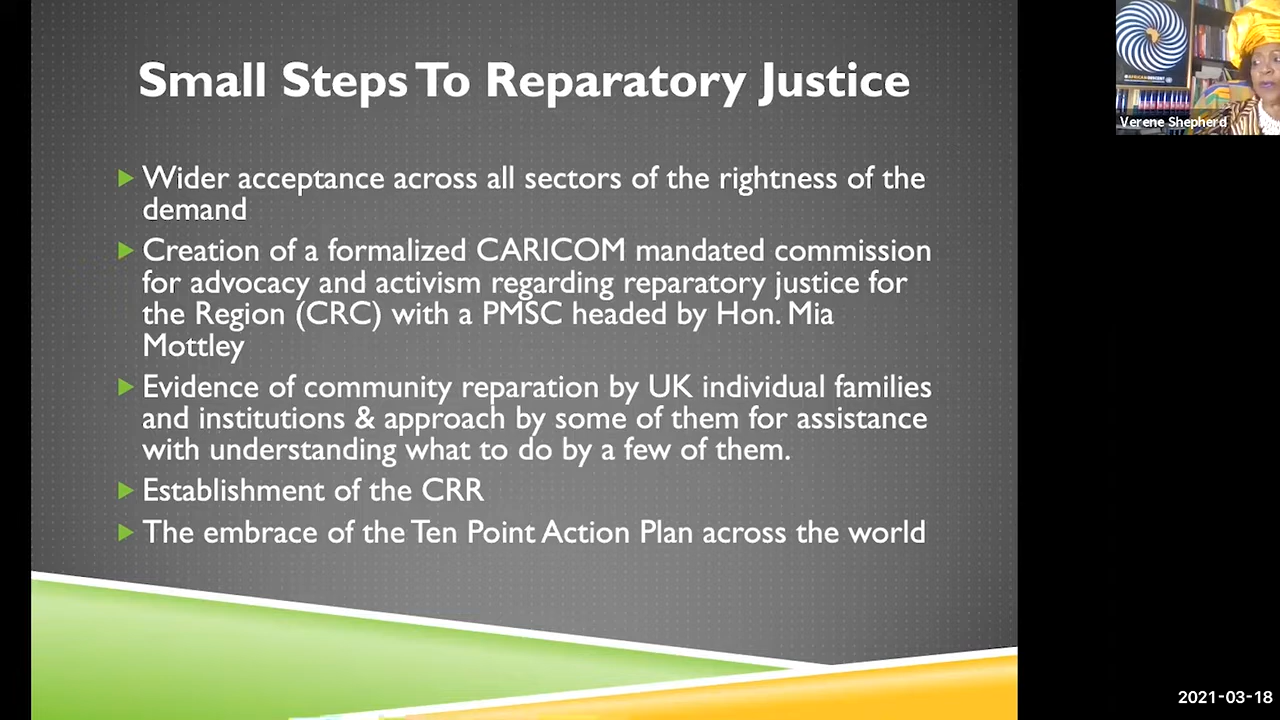 Small Steps To Reparatory Justice
Wider acceptance across all sectors of the rightness of the
demand
Creation of a formalized CARICOM mandated commission
for advocacy and activism regarding reparatory justice for
the Region (CRC) with a PMSC headed by Hon. Mia
Mottley
Evidence of community reparation by UK individual families
and institutions & approach by some of them for assistance
with understanding what to do by a few of them.
Establishment of the CRR
The embrace of the Ten Point Action Plan across the world
Verene Shepherd
2021-03-18